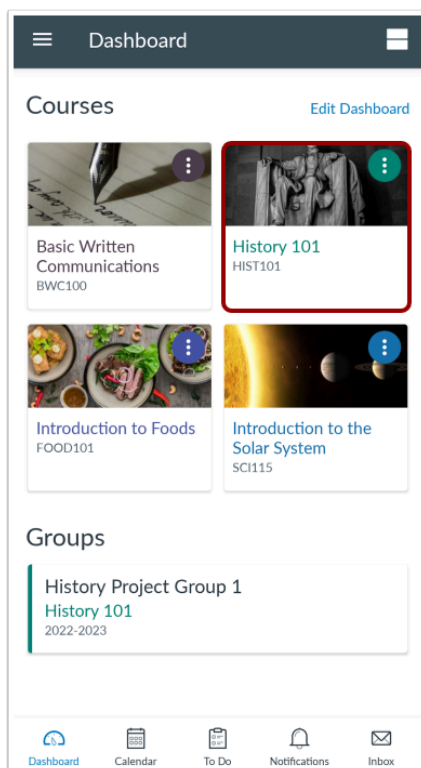 Dashboard
Courses
Edit Dashboard
Basic Written
Communications
BWC100
History 101
HIST101
Introduction to Foods
FOOD101
Introduction to the
Solar System
SCI115
Groups
History Project Group 1
History 101
2022-2023
Dashboard
Calendar
To Do
Notifications
Inbox